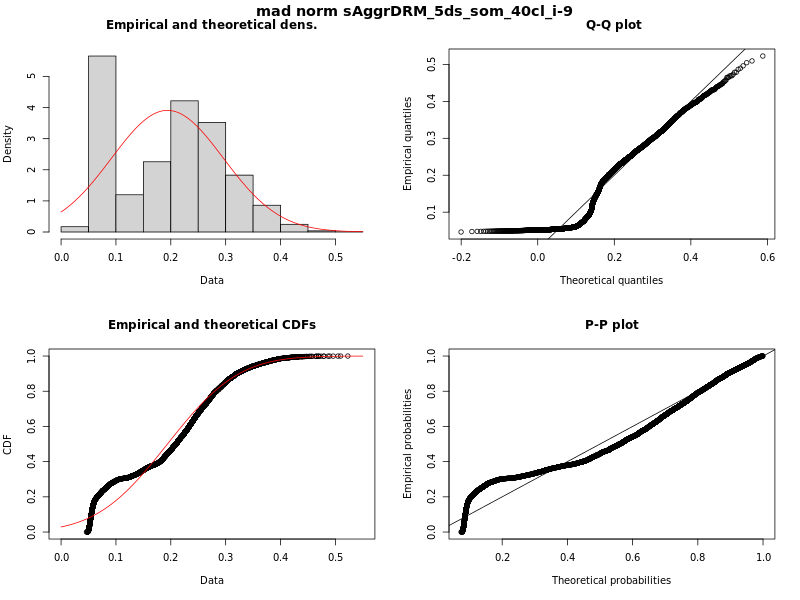 mad norm sAggrDRM_5ds_som_40cl_i-9
Empirical and theoretical dens.
Density
0 1 2 3 4 5
0.0 0.1 0.2 0.3 0.4 0.5
Data
Q-Q plot
Empirical quantiles
0.1 0.2 0.3 0.4 0.5
-0.2 0.0 0.2 0.4 0.6
Theoretical quantiles
Empirical and theoretical CDFs
CDF
0.0 0.2 0.4 0.6 0.8 1.0
0.0 0.1 0.2 0.3 0.4 0.5
Data
P-P plot
Empirical probabilities
0.0 0.2 0.4 0.6 0.8 1.0
0.2 0.4 0.6 0.8 1.0
Theoretical probabilities